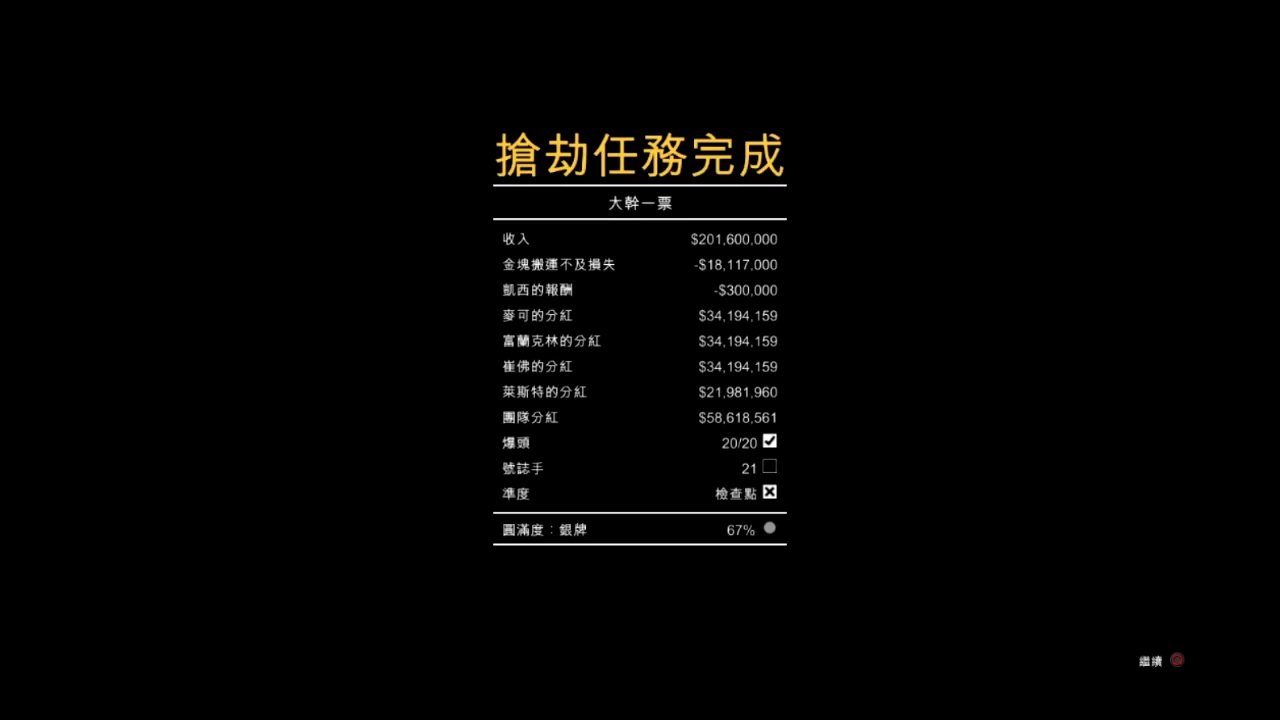 搶劫任務完成
大幹一票
收入 $201,600,000
金塊搬運不及損失 -$18,117,000
凱西的報酬 -$300,000
麥可的分紅 $34,194,159
富蘭克林的分紅 $34,194,159
崔佛的分紅 $34,194,159
萊斯特的分紅 $21,981,960
團隊分紅 $58,618,561
爆頭 20/20
號誌手 21
準度 檢查點
圓滿度：銀牌 67%
繼續